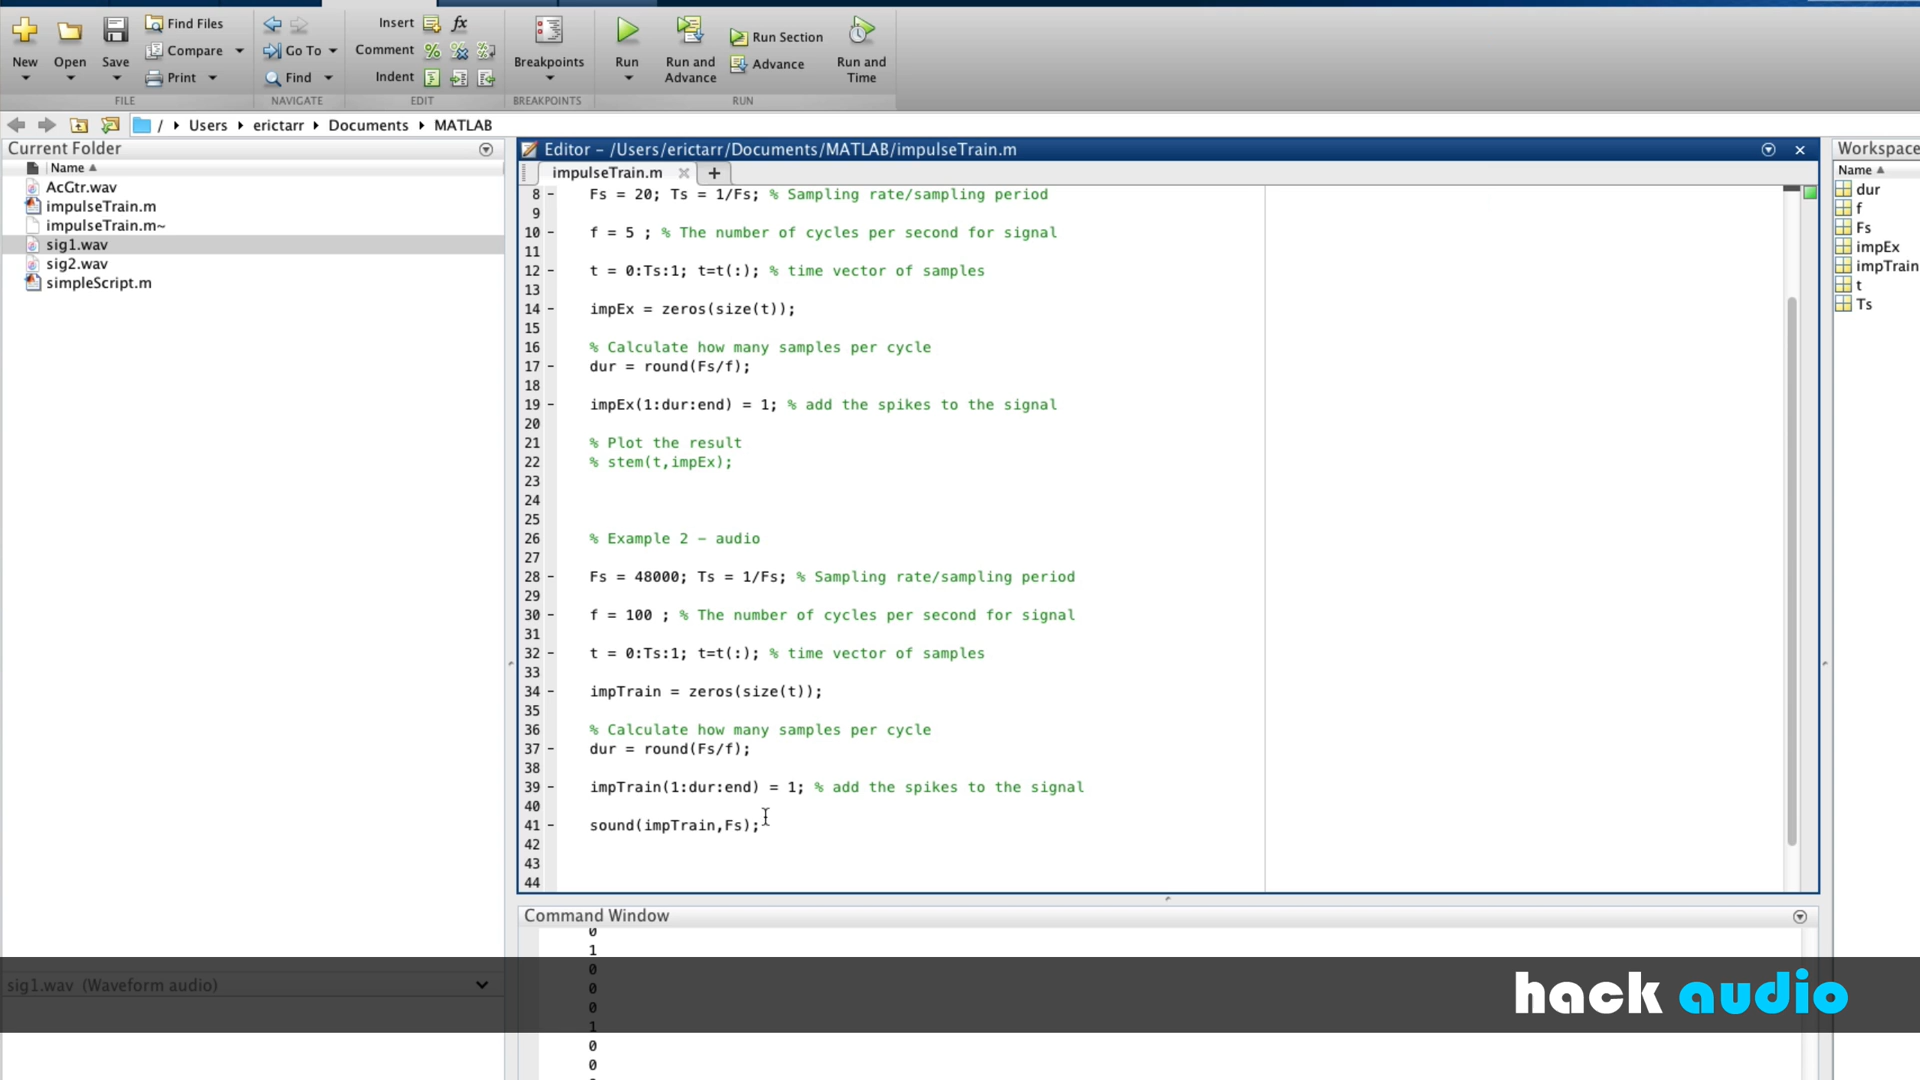 New
Open
Save
Find Files
Compare
Print
FILE
Go To
Find
NAVIGATE
Insert fx
Comment
Indent
EDIT
Breakpoints
BREAKPOINTS
Run
Run and
Advance
Run Section
Advance
Run and
Time
RUN
/ Users erictarr Documents MATLAB
Current Folder
Name
AcGtr.wav
impulseTrain.m
impulseTrain.m~
sig1.wav
sig2.wav
simpleScript.m
sig1.wav (Waveform audio)
Editor – /Users/erictarr/Documents/MATLAB/impulseTrain.m
impulseTrain.m
8 - Fs = 20; Ts = 1/Fs; % Sampling rate/sampling period
9
10 - f = 5 ; % The number of cycles per second for signal
11
12 - t = 0:Ts:1; t=t(:); % time vector of samples
13
14 - impEx = zeros(size(t));
15
16 % Calculate how many samples per cycle
17 - dur = round(Fs/f);
18
19 - impEx(1:dur:end) = 1; % add the spikes to the signal
20
21 % Plot the result
22 % stem(t,impEx);
23
24
25
26 % Example 2 – audio
27
28 - Fs = 48000; Ts = 1/Fs; % Sampling rate/sampling period
29
30 - f = 100 ; % The number of cycles per second for signal
31
32 - t = 0:Ts:1; t=t(:); % time vector of samples
33
34 - impTrain = zeros(size(t));
35
36 % Calculate how many samples per cycle
37 - dur = round(Fs/f);
38
39 - impTrain(1:dur:end) = 1; % add the spikes to the signal
40
41 - sound(impTrain,Fs);
42
43
44
Command Window
0
1
0
0
0
1
0
0
Workspace
Name
dur
f
Fs
impEx
impTrain
t
Ts
hack audio